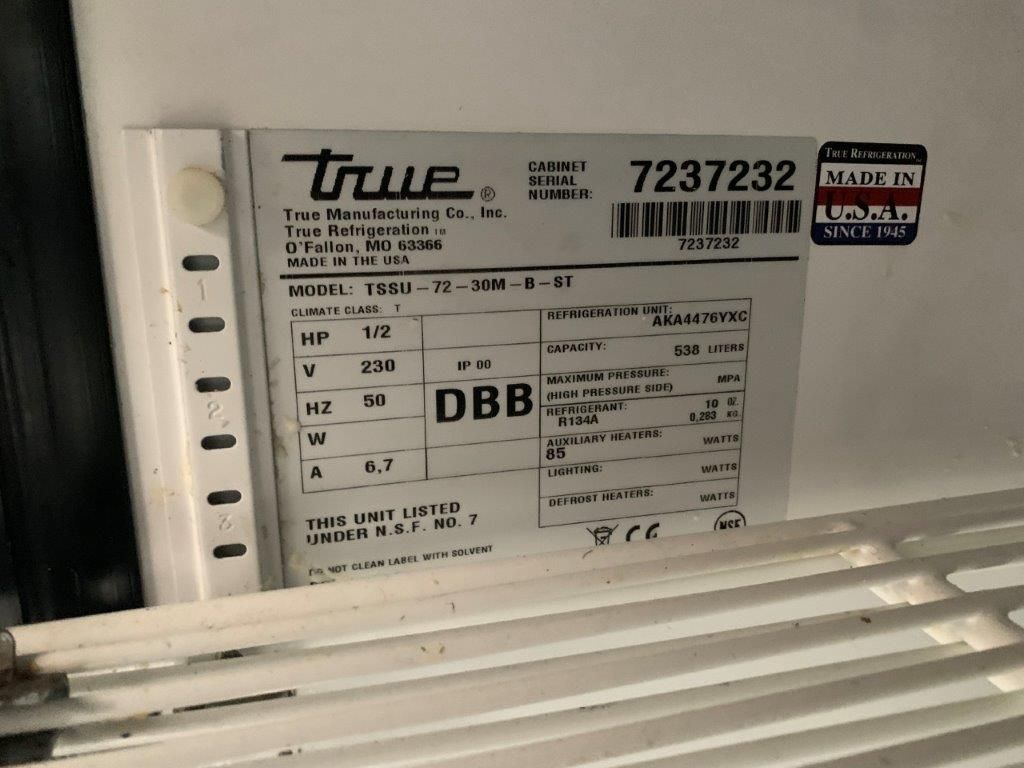 True ®
True Manufacturing Co., Inc.
True Refrigeration TM
O'Fallon, MO 63366
MADE IN THE USA
CABINET
SERIAL
NUMBER:
7237232
7237232
TRUE REFRIGERATION
MADE IN
U.S.A.
SINCE 1945
MODEL: TSSU-72-30M-B-ST
CLIMATE CLASS: T
HP 1/2
V 230
HZ 50
W
A 6,7
IP 00
DBB
REFRIGERATION UNIT:
AKA4476YXC
CAPACITY: 538 LITERS
MAXIMUM PRESSURE: MPA
(HIGH PRESSURE SIDE)
REFRIGERANT: 10 OZ.
R134A 0,283 KG.
AUXILIARY HEATERS: WATTS
85
LIGHTING: WATTS
DEFROST HEATERS: WATTS
THIS UNIT LISTED
UNDER N.S.F. NO. 7
CE
NSF
NOT CLEAN LABEL WITH SOLVENT
1
2
3